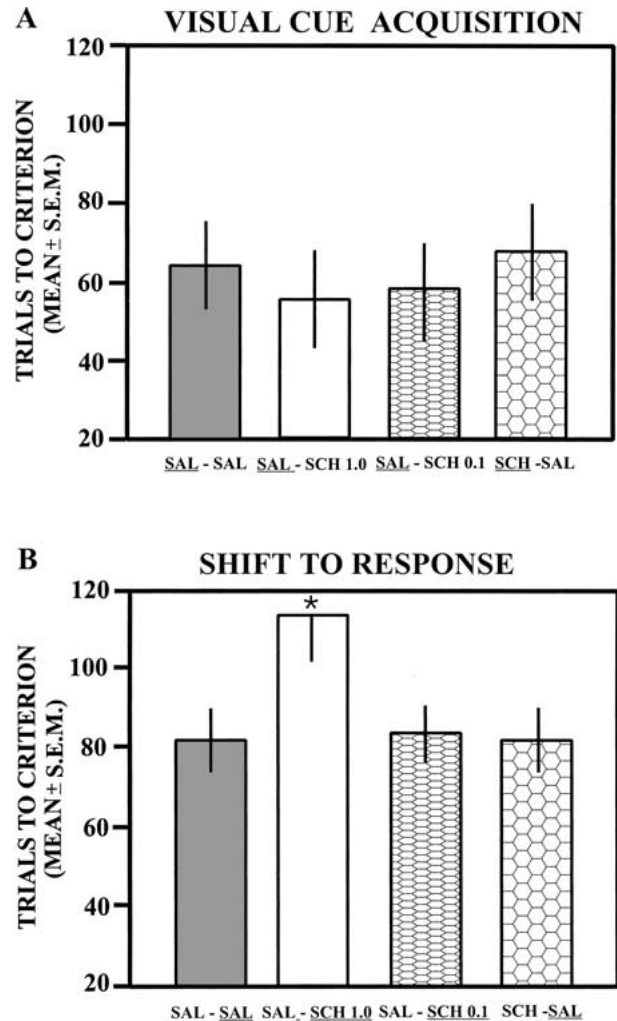 A VISUAL CUE ACQUISITION
TRIALS TO CRITERION
(MEAN ± S.E.M.)
120
100
80
60
40
20
SAL - SAL SAL - SCH 1.0 SAL - SCH 0.1 SCH -SAL
B SHIFT TO RESPONSE
TRIALS TO CRITERION
(MEAN ± S.E.M.)
120
100
80
60
40
20
*
SAL - SAL SAL - SCH 1.0 SAL - SCH 0.1 SCH -SAL